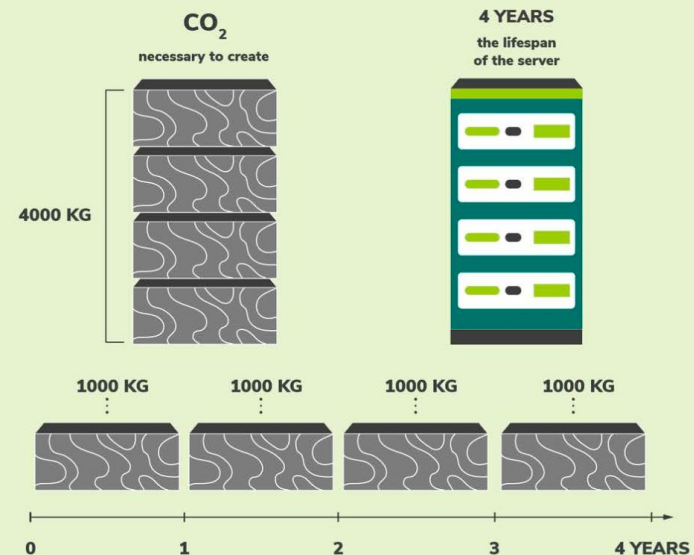 CO₂
necessary to create
4 YEARS
the lifespan
of the server
4000 KG
1000 KG
1000 KG
1000 KG
1000 KG
0
1
2
3
4 YEARS